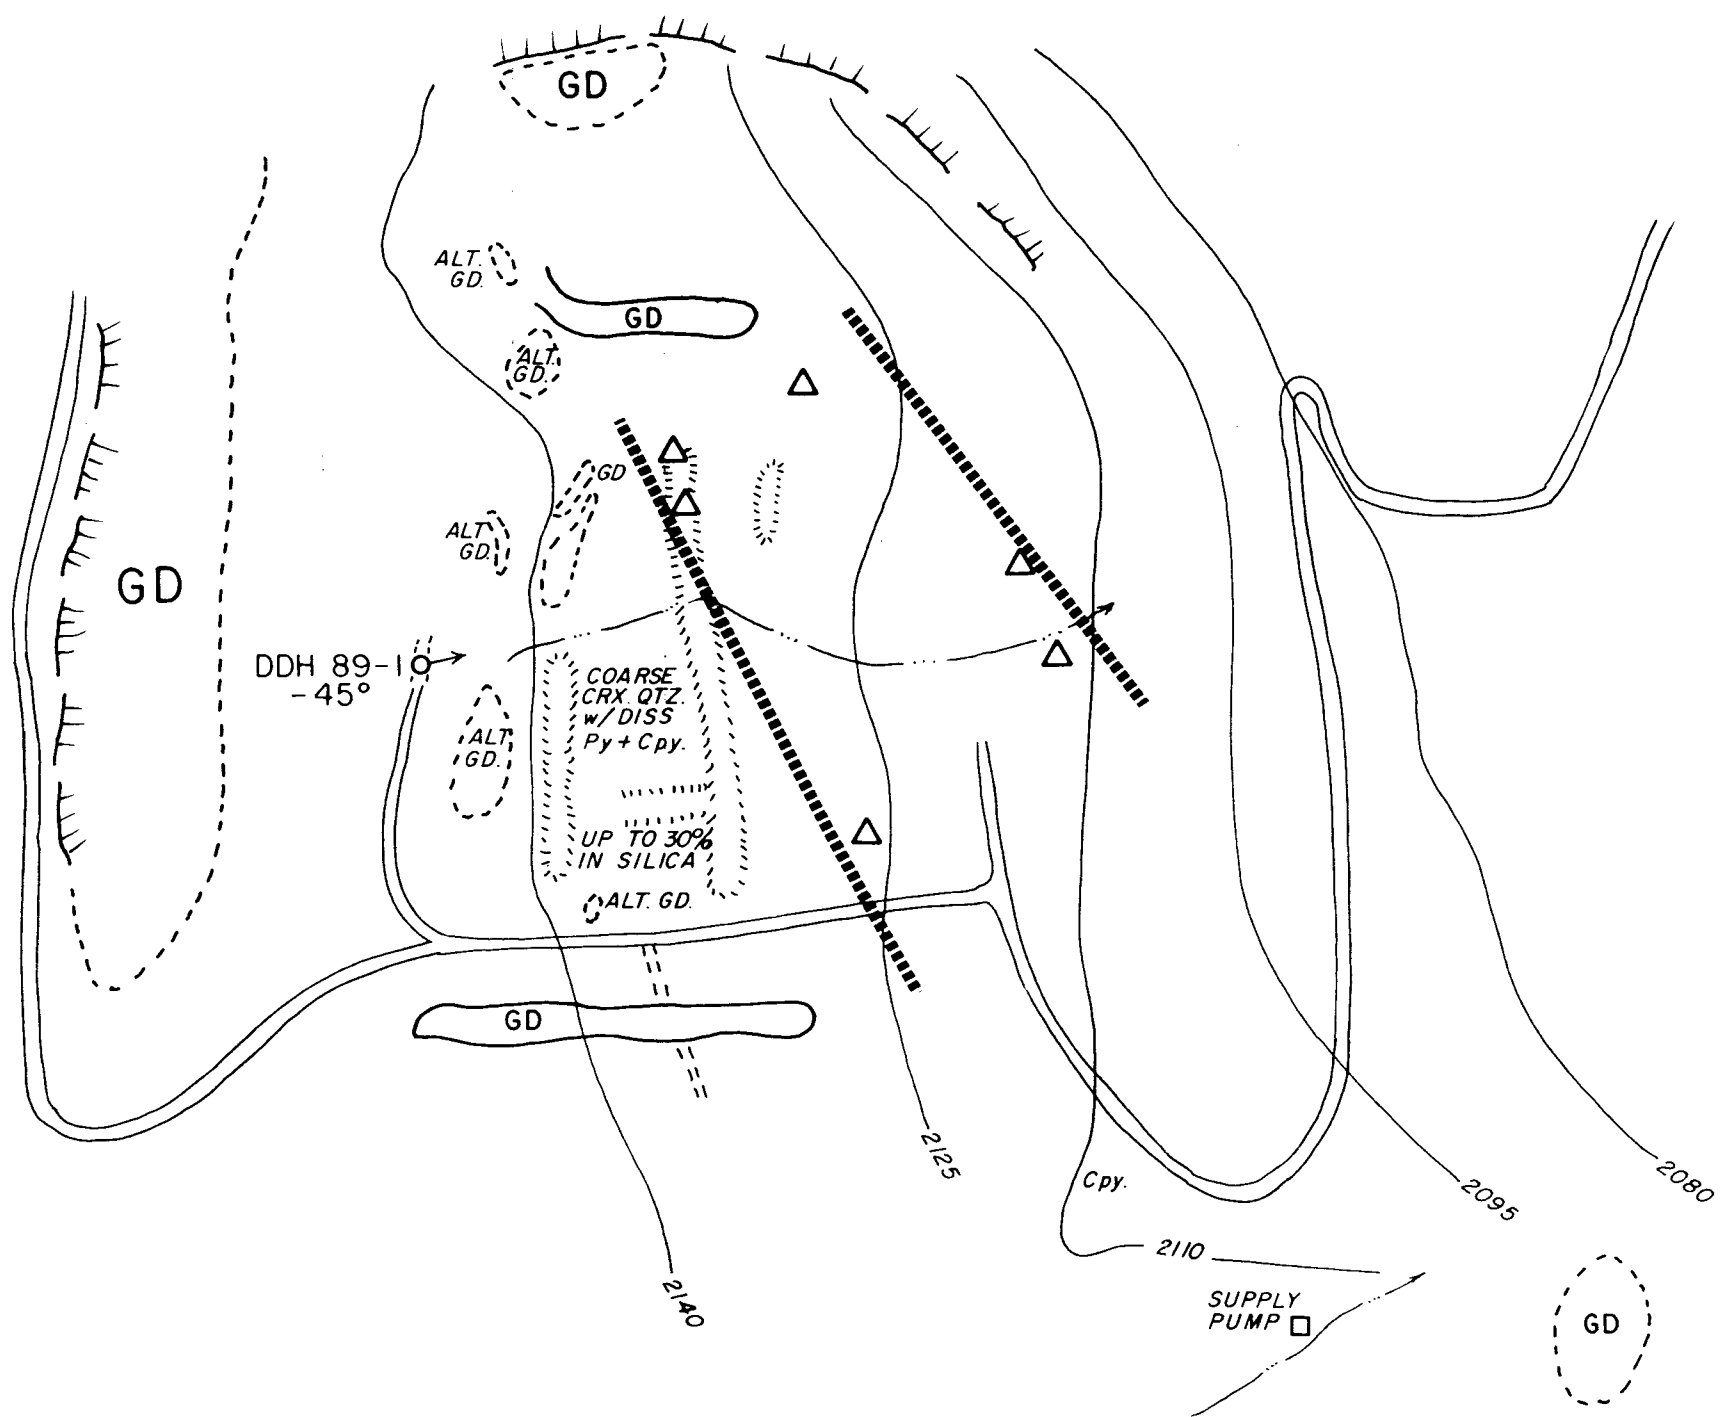 GD
ALT.
GD.
GD
ALT.
GD.
GD
ALT
GD.
GD
DDH 89-1
-45°
COARSE
CRX. QTZ.
w/ DISS
Py + Cpy.
ALT
GD.
UP TO 30%
IN SILICA
ALT. GD.
GD
2125
Cpy.
2080
2095
2110
2140
SUPPLY
PUMP
GD